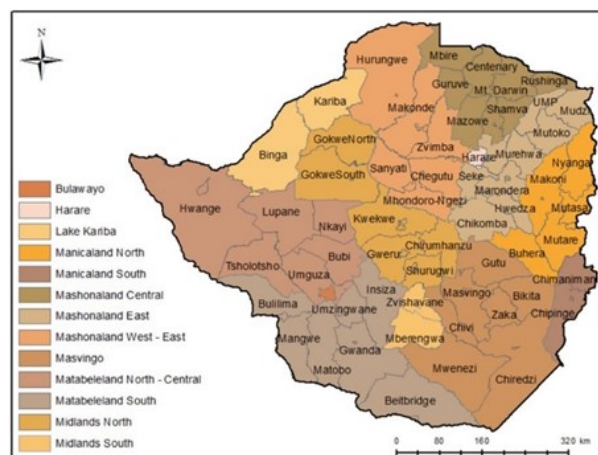 N
Mbire
Hurungwe
Centenary
Rushinga
Guruve
Mt. Darwin
Kariba
Makonde
Shamva
UMP
Mudzi
Mazowe
Mutoko
GokweNorth
Zvimba
Binga
Harare
Murehwa
Nyanga
Sanyati
Chegutu
Seke
Makoni
GokweSouth
Marondera
Hwange
Mhondoro-Ngezi
Hwedza
Mutasa
Lupane
Kwekwe
Chikomba
Nkayi
Mutare
Chirumhanzu
Buhera
Bubi
Gweru
Gutu
Tsholotsho
Umguza
Shurugwi
Chimanimani
Insiza
Masvingo
Bikita
Bulilima
Zvishavane
Chipinge
Umzingwane
Zaka
Mangwe
Mberengwa
Chivi
Gwanda
Matobo
Mwenezi
Chiredzi
Beitbridge
Bulawayo
Harare
Lake Kariba
Manicaland North
Manicaland South
Mashonaland Central
Mashonaland East
Mashonaland West - East
Masvingo
Matabeleland North - Central
Matabeleland South
Midlands North
Midlands South
0 80 160 240 320 km